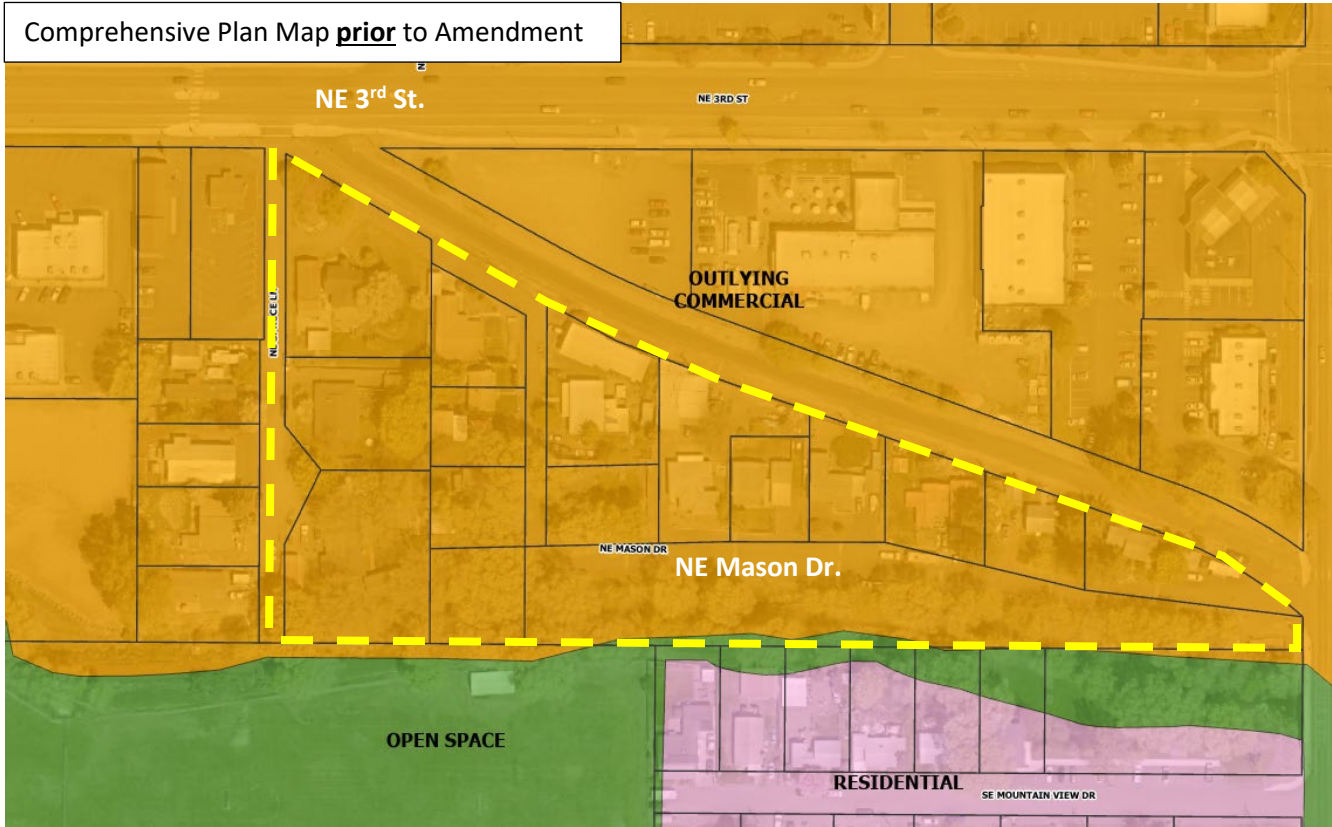 Comprehensive Plan Map prior to Amendment
N
NE 3rd St.
NE 3RD ST
OUTLYING
COMMERCIAL
NE MASON DR
NE Mason Dr.
OPEN SPACE
RESIDENTIAL
SE MOUNTAIN VIEW DR